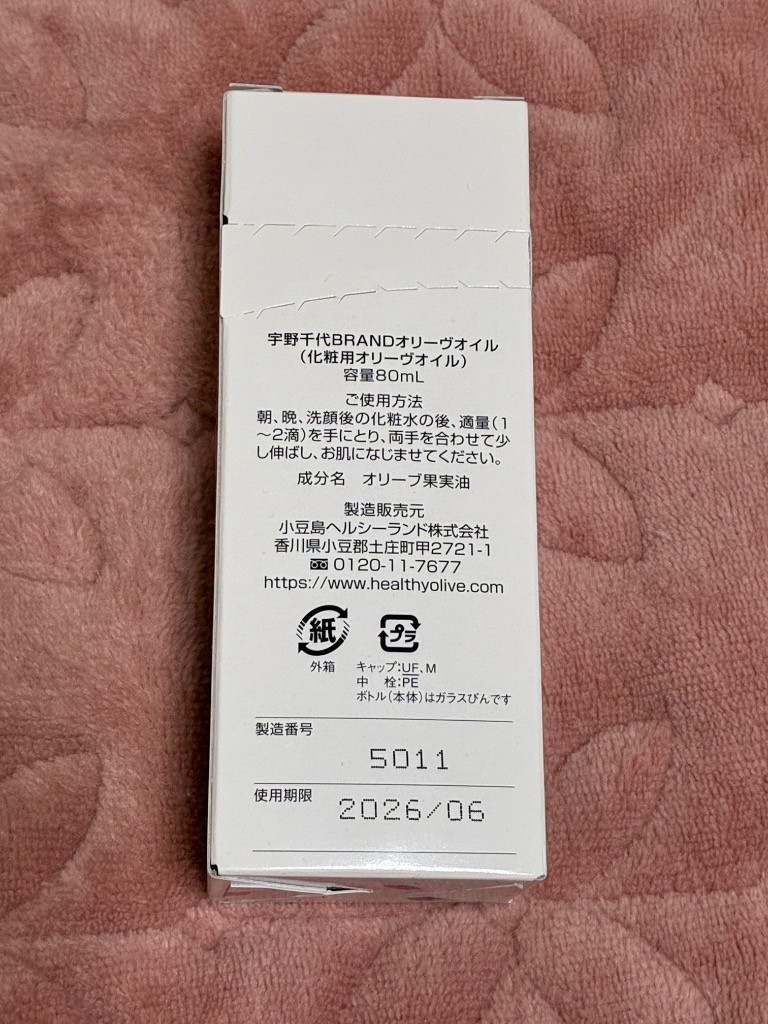 宇野千代BRANDオリーヴオイル
（化粧用オリーヴオイル）
容量80mL
ご使用方法
朝、晩、洗顔後の化粧水の後、適量（1
～2滴）を手にとり、両手を合わせて少
し伸ばし、お肌になじませてください。
成分名　オリーブ果実油
製造販売元
小豆島ヘルシーランド株式会社
香川県小豆郡土庄町甲2721-1
0120-11-7677
https://www.healthyolive.com
紙
プラ
外箱
キャップ:UF、M
中　栓:PE
ボトル（本体）はガラスびんです
製造番号
5011
使用期限
2026/06